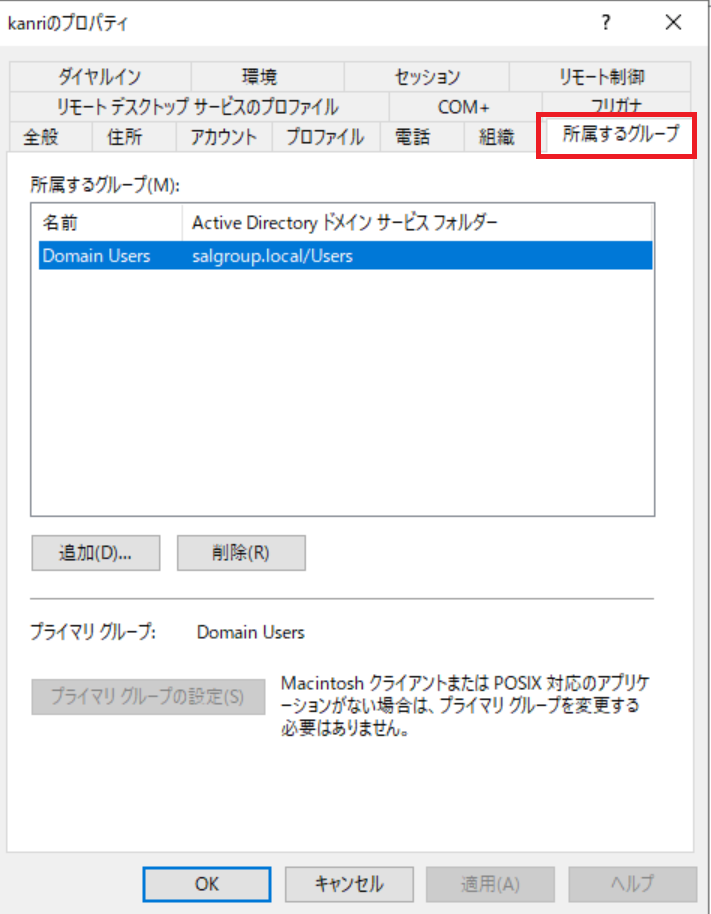 kanriのプロパティ
?
ダイヤルイン 環境 セッション リモート制御
リモート デスクトップ サービスのプロファイル COM+ フリガナ
全般 住所 アカウント プロファイル 電話 組織 所属するグループ
所属するグループ(M):
名前 Active Directory ドメイン サービス フォルダー
Domain Users salgroup.local/Users
追加(D)... 削除(R)
プライマリ グループ: Domain Users
プライマリ グループの設定(S)
Macintosh クライアントまたは POSIX 対応のアプリケ
ーションがない場合は、プライマリ グループを変更する
必要はありません。
OK キャンセル 適用(A) ヘルプ